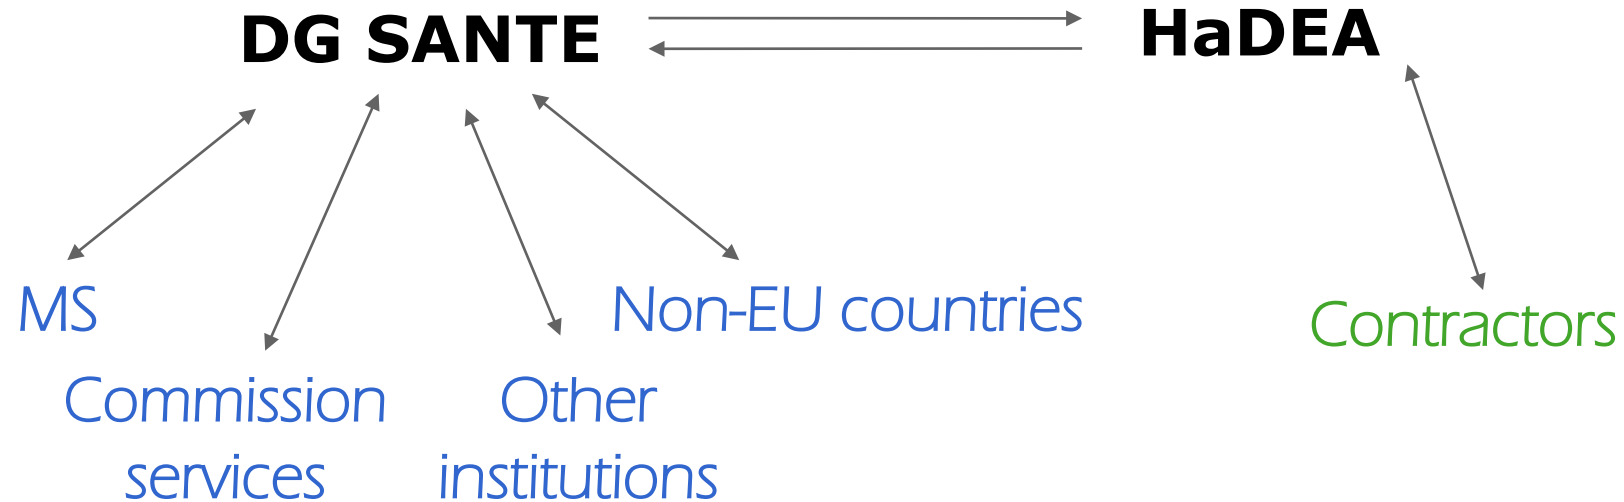 DG SANTE
HaDEA
MS
Non-EU countries
Contractors
Commission
services
Other
institutions